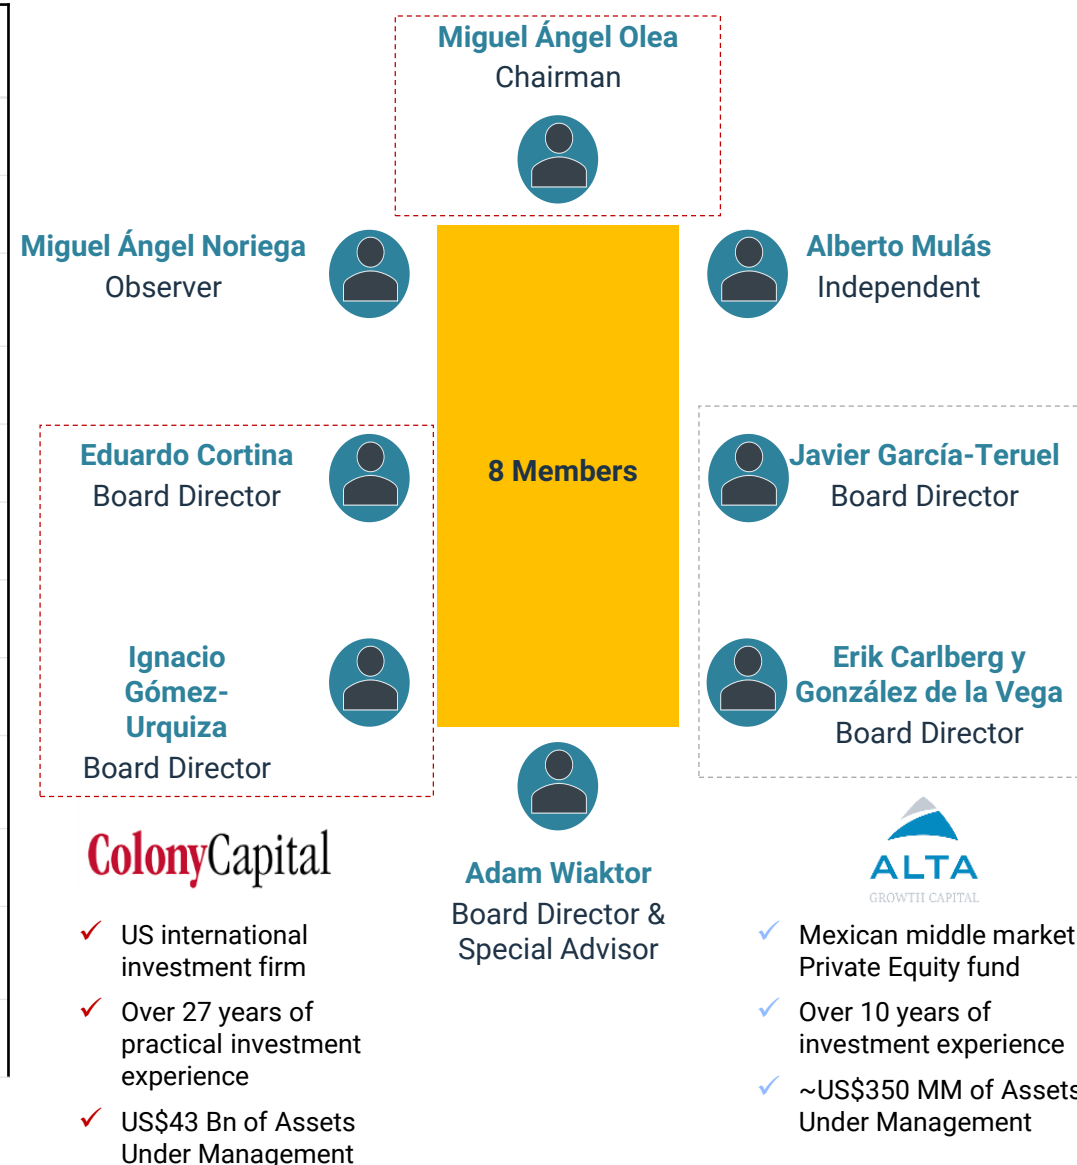 Miguel Ángel Olea
Chairman
Miguel Ángel Noriega
Observer
Alberto Mulás
Independent
Eduardo Cortina
Board Director
8 Members
Javier García-Teruel
Board Director
Ignacio
Gómez-
Urquiza
Board Director
Erik Carlberg y
González de la Vega
Board Director
ColonyCapital
Adam Wiaktor
Board Director &
Special Advisor
ALTA
GROWTH CAPITAL
✓ US international
investment firm
✓ Over 27 years of
practical investment
experience
✓ US$43 Bn of Assets
Under Management
✓ Mexican middle market
Private Equity fund
✓ Over 10 years of
investment experience
✓ ~US$350 MM of Assets
Under Management